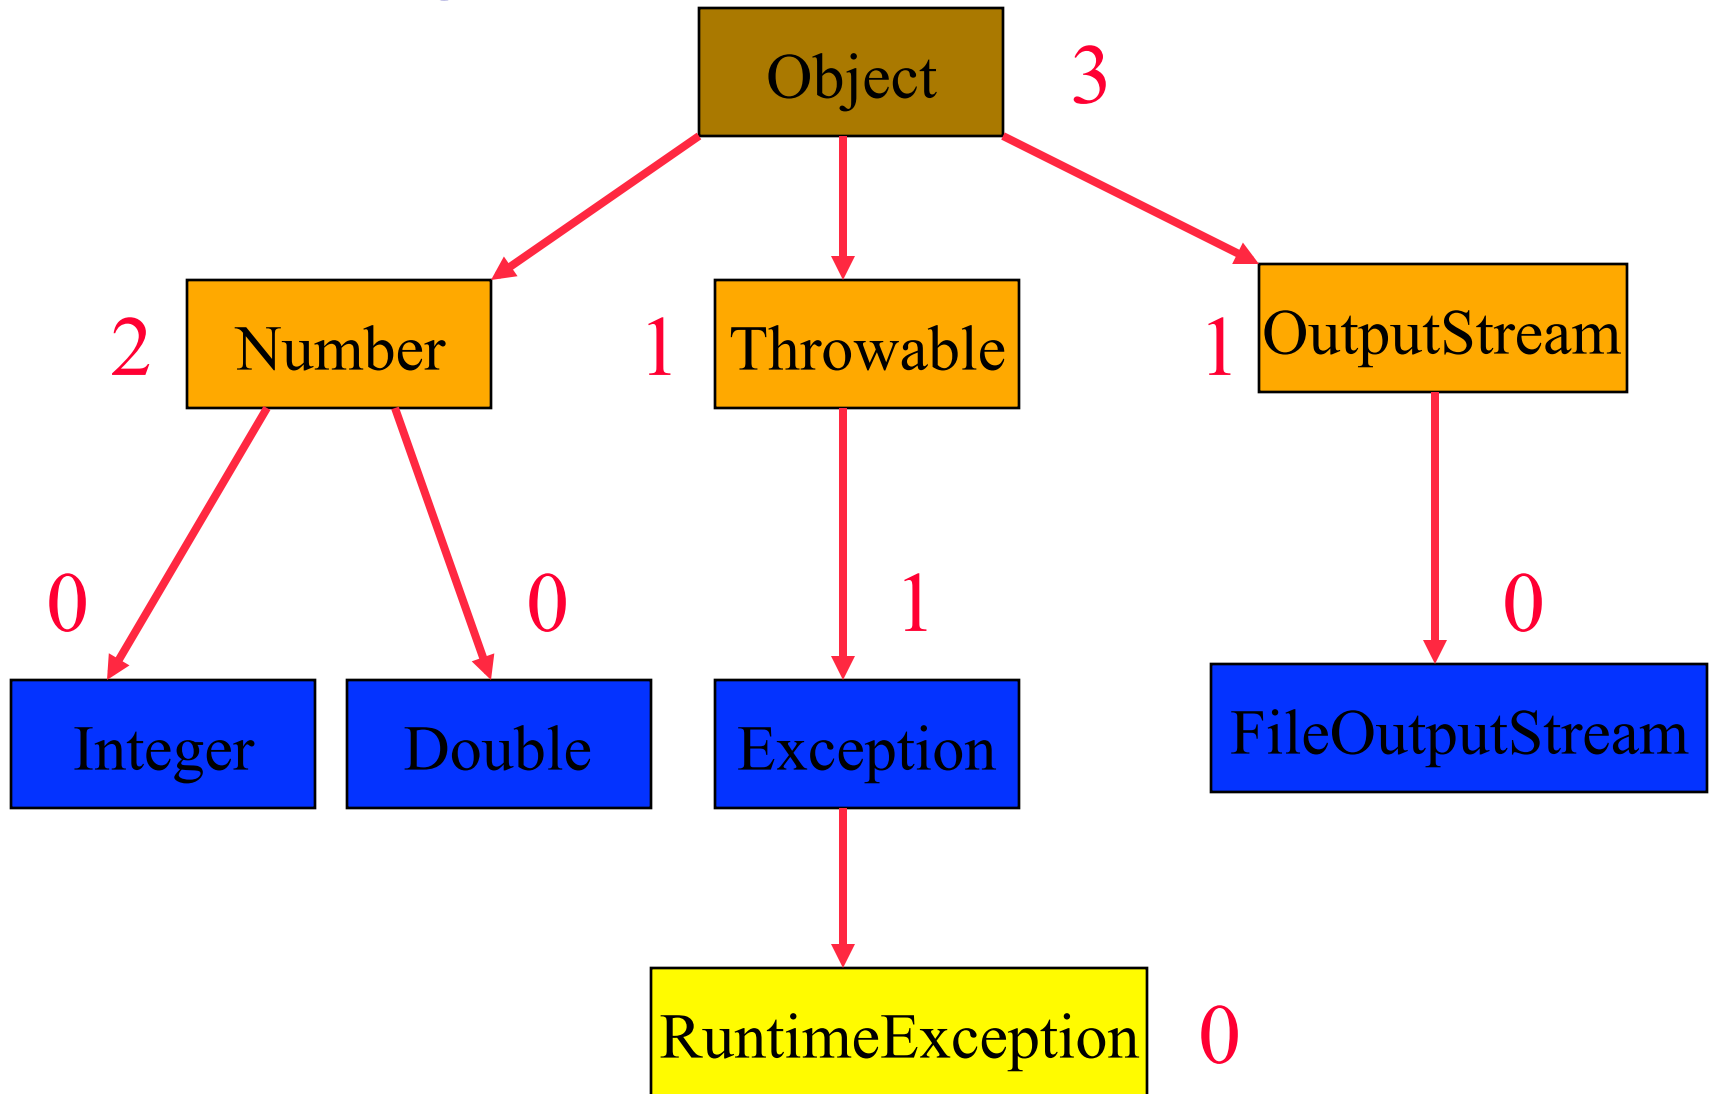 Object 3
2 Number 1 Throwable 1 OutputStream
0 0 1 0
Integer Double Exception FileOutputStream
RuntimeException 0